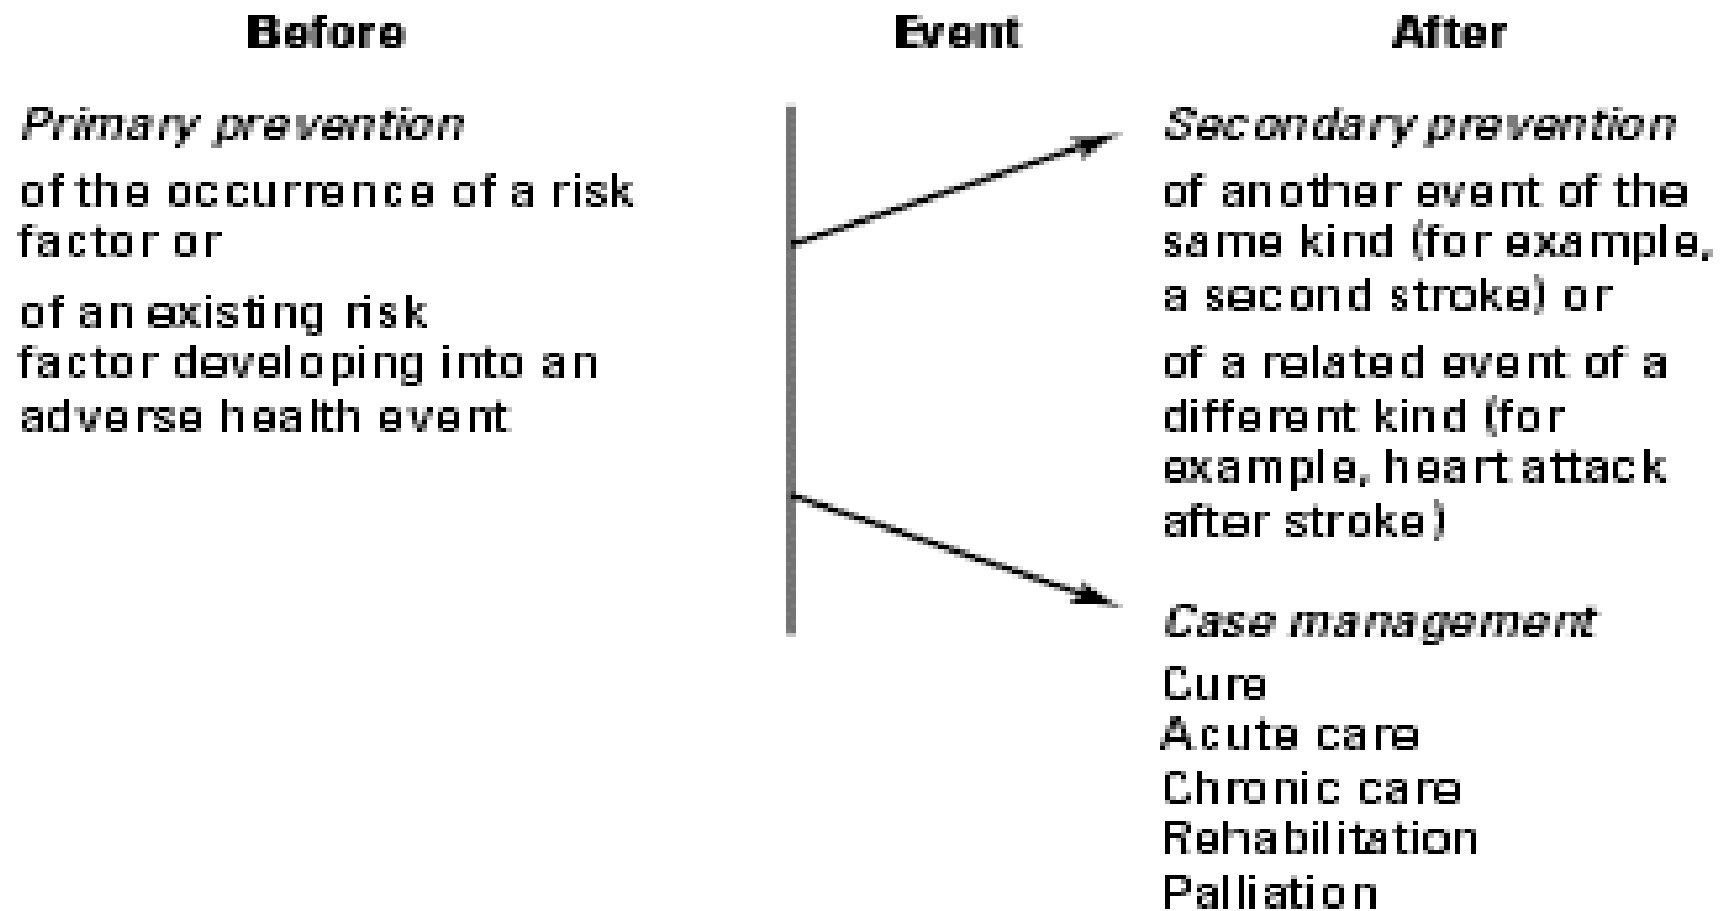 Before
Event
After
Primary prevention
of the occurrence of a risk
factor or
of an existing risk
factor developing into an
adverse health event
Secondary prevention
of another event of the
same kind (for example,
a second stroke) or
of a related event of a
different kind (for
example, heart attack
after stroke)
Case management
Cure
Acute care
Chronic care
Rehabilitation
Palliation